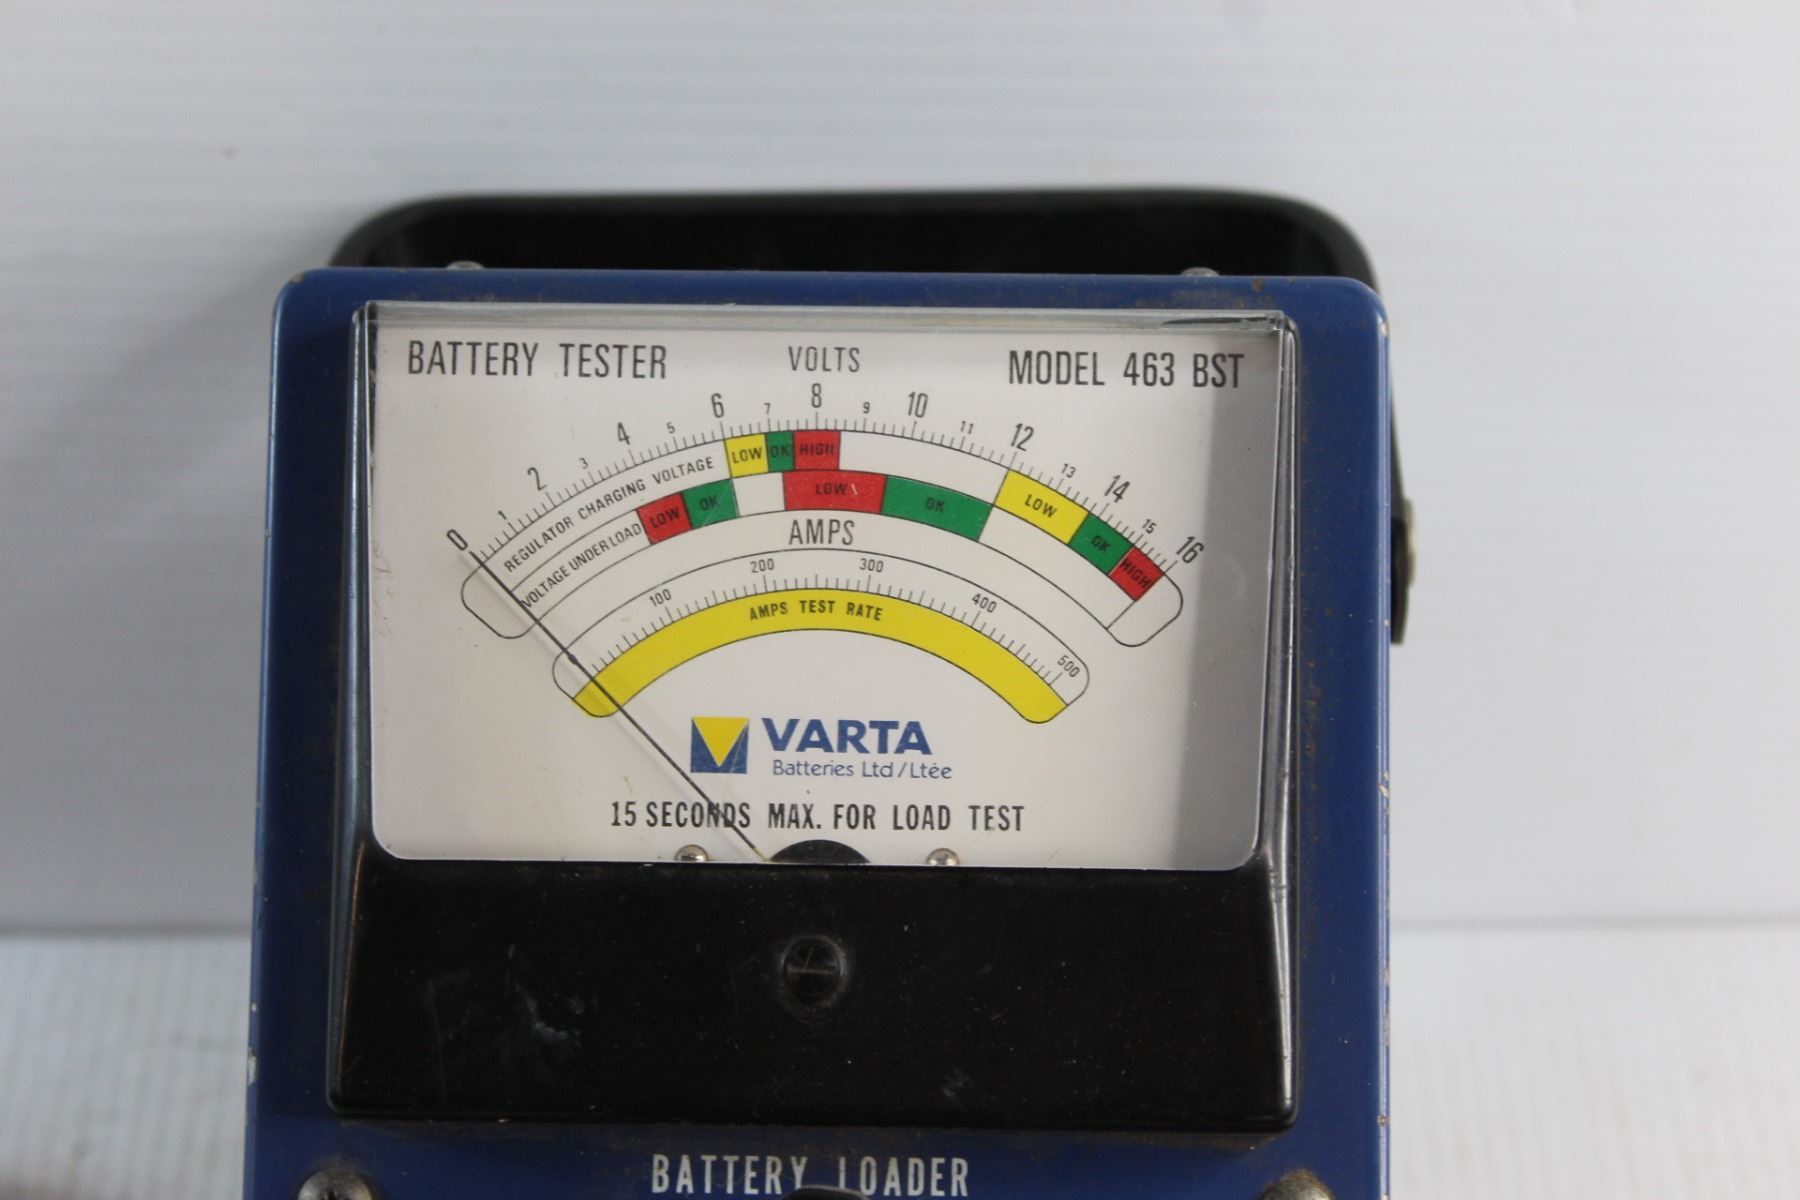 BATTERY TESTER VOLTS MODEL 463 BST
0 1 2 3 4 5 6 7 8 9 10 11 12 13 14 15 16
REGULATOR CHARGING VOLTAGE LOW OK HIGH LOW OK HIGH
VOLTAGE UNDER LOAD LOW OK LOW OK
AMPS
100 200 300 400 500
AMPS TEST RATE
VARTA
Batteries Ltd/Ltée
15 SECONDS MAX. FOR LOAD TEST
BATTERY LOADER